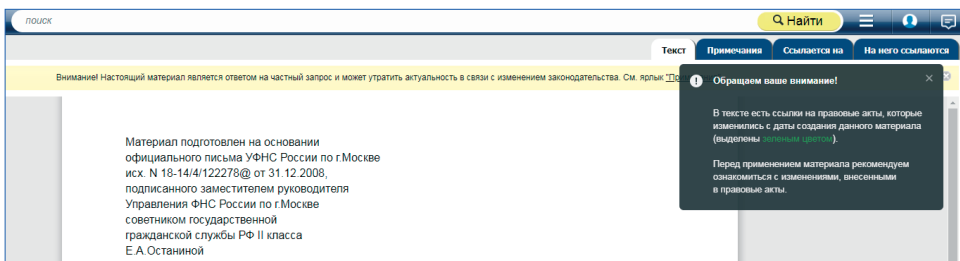 поиск
Найти
Текст Примечания Ссылается на На него ссылаются
Внимание! Настоящий материал является ответом на частный запрос и может утратить актуальность в связи с изменением законодательства. См. ярлык "Пр
Обращаем ваше внимание!
В тексте есть ссылки на правовые акты, которые
изменились с даты создания данного материала
(выделены зеленым цветом).
Перед применением материала рекомендуем
ознакомиться с изменениями, внесенными
в правовые акты.
Материал подготовлен на основании
официального письма УФНС России по г.Москве
исх. N 18-14/4/122278@ от 31.12.2008,
подписанного заместителем руководителя
Управления ФНС России по г.Москве
советником государственной
гражданской службы РФ II класса
Е.А.Останиной